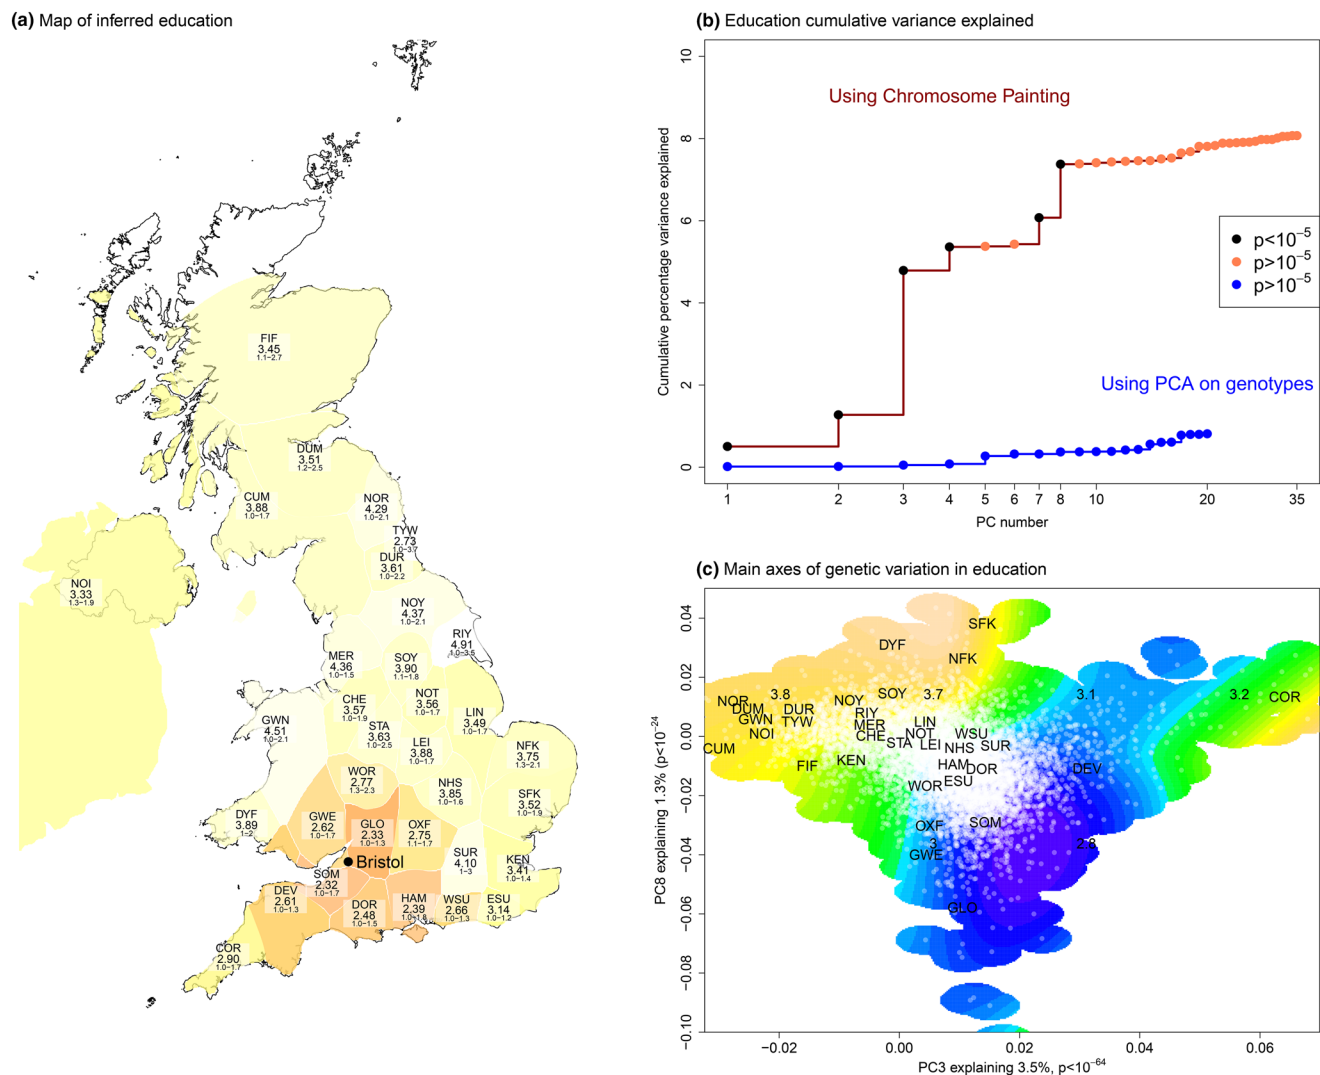 (a) Map of inferred education
FIF
3.45
1.1−2.7
DUM
3.51
1.2−2.5
CUM
3.88
1.0−1.7
NOR
4.29
1.0−2.1
TYW
2.73
1.0−3.7
DUR
3.61
1.0−2.2
NOI
3.33
1.3−1.9
NOY
4.37
1.0−2.1
RIY
4.91
1.0−3.5
MER
4.36
1.0−1.5
SOY
3.90
1.1−1.8
CHE
3.57
1.0−1.9
NOT
3.56
1.0−1.7
LIN
3.49
1.0−1.7
GWN
4.51
1.0−2.1
STA
3.63
1.0−2.5
LEI
3.88
1.0−1.7
NFK
3.75
1.3−2.1
WOR
2.77
1.3−2.3
NHS
3.85
1.0−1.6
SFK
3.52
1.0−1.9
DYF
3.89
1−2
GWE
2.62
1.0−1.7
GLO
2.33
1.0−1.3
OXF
2.75
1.1−1.7
SUR
4.10
1−3
KEN
3.41
1.0−1.4
Bristol
SOM
2.32
1.0−1.7
DEV
2.61
1.0−1.3
DOR
2.48
1.0−1.5
HAM
2.39
1.0−1.8
WSU
2.66
1.0−1.3
ESU
3.14
1.0−1.2
COR
2.90
1.0−1.7
(b) Education cumulative variance explained
Cumulative percentage variance explained
10
8
6
4
2
0
Using Chromosome Painting
Using PCA on genotypes
p<10−5
p>10−5
p>10−5
1 2 3 4 5 6 7 8 10 20 35
PC number
(c) Main axes of genetic variation in education
PC8 explaining 1.3% (p<10−24
0.04
0.02
0.00
−0.02
−0.04
−0.06
−0.08
−0.10
SFK
DYF
NFK
NOR 3.8 NOY SOY 3.7 3.1 3.2 COR
DUM DUR RIY
GWN TYW MER LIN
NOI CHE NOT WSU
CUM STA LEI NHS SUR
FIF KEN HAM DOR DEV
WOR ESU
OXF SOM
3 2.8
GWE
GLO
−0.02 0.00 0.02 0.04 0.06
PC3 explaining 3.5%, p<10−64